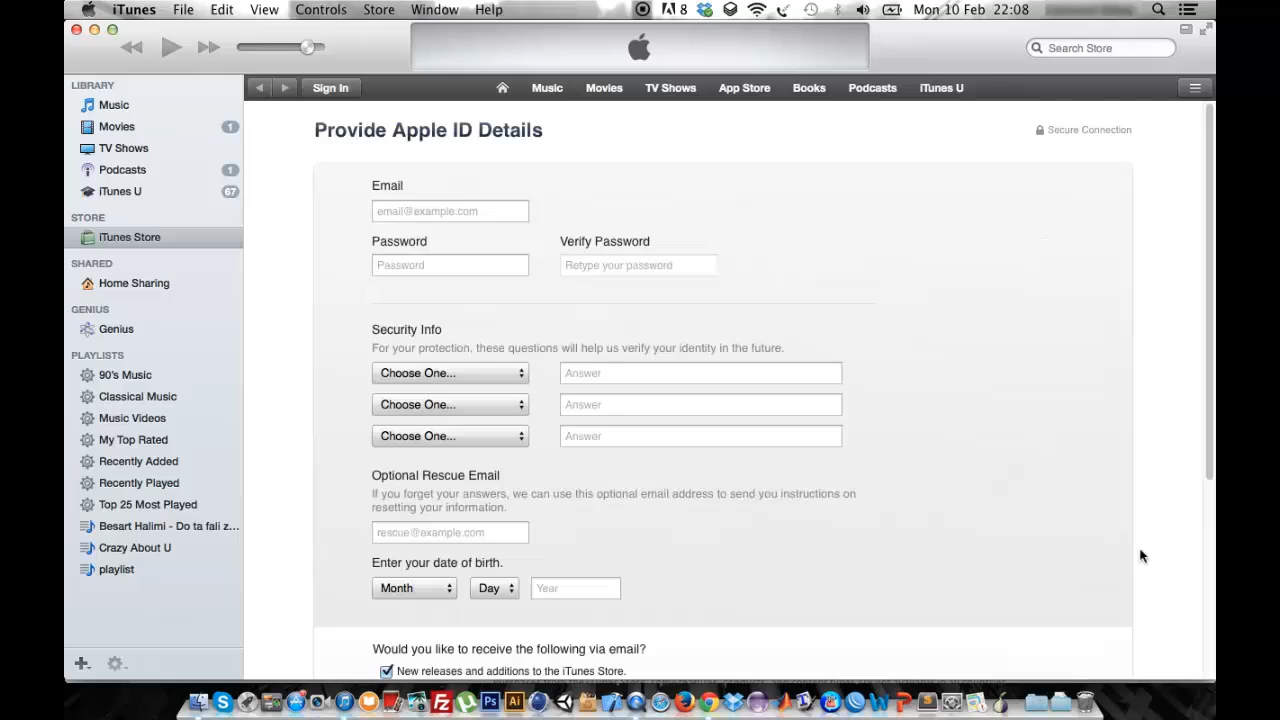 iTunes File Edit View Controls Store Window Help 8 Mon 10 Feb 22:08
Search Store
LIBRARY
Music
Movies 1
TV Shows
Podcasts 1
iTunes U 67
STORE
iTunes Store
SHARED
Home Sharing
GENIUS
Genius
PLAYLISTS
90's Music
Classical Music
Music Videos
My Top Rated
Recently Added
Recently Played
Top 25 Most Played
Besart Halimi - Do ta fali z...
Crazy About U
playlist
Sign In Music Movies TV Shows App Store Books Podcasts iTunes U
Provide Apple ID Details
Secure Connection
Email
email@example.com
Password Verify Password
Password Retype your password
Security Info
For your protection, these questions will help us verify your identity in the future.
Choose One... Answer
Choose One... Answer
Choose One... Answer
Optional Rescue Email
If you forget your answers, we can use this optional email address to send you instructions on
resetting your information.
rescue@example.com
Enter your date of birth.
Month Day Year
Would you like to receive the following via email?
New releases and additions to the iTunes Store.
Ps Ai